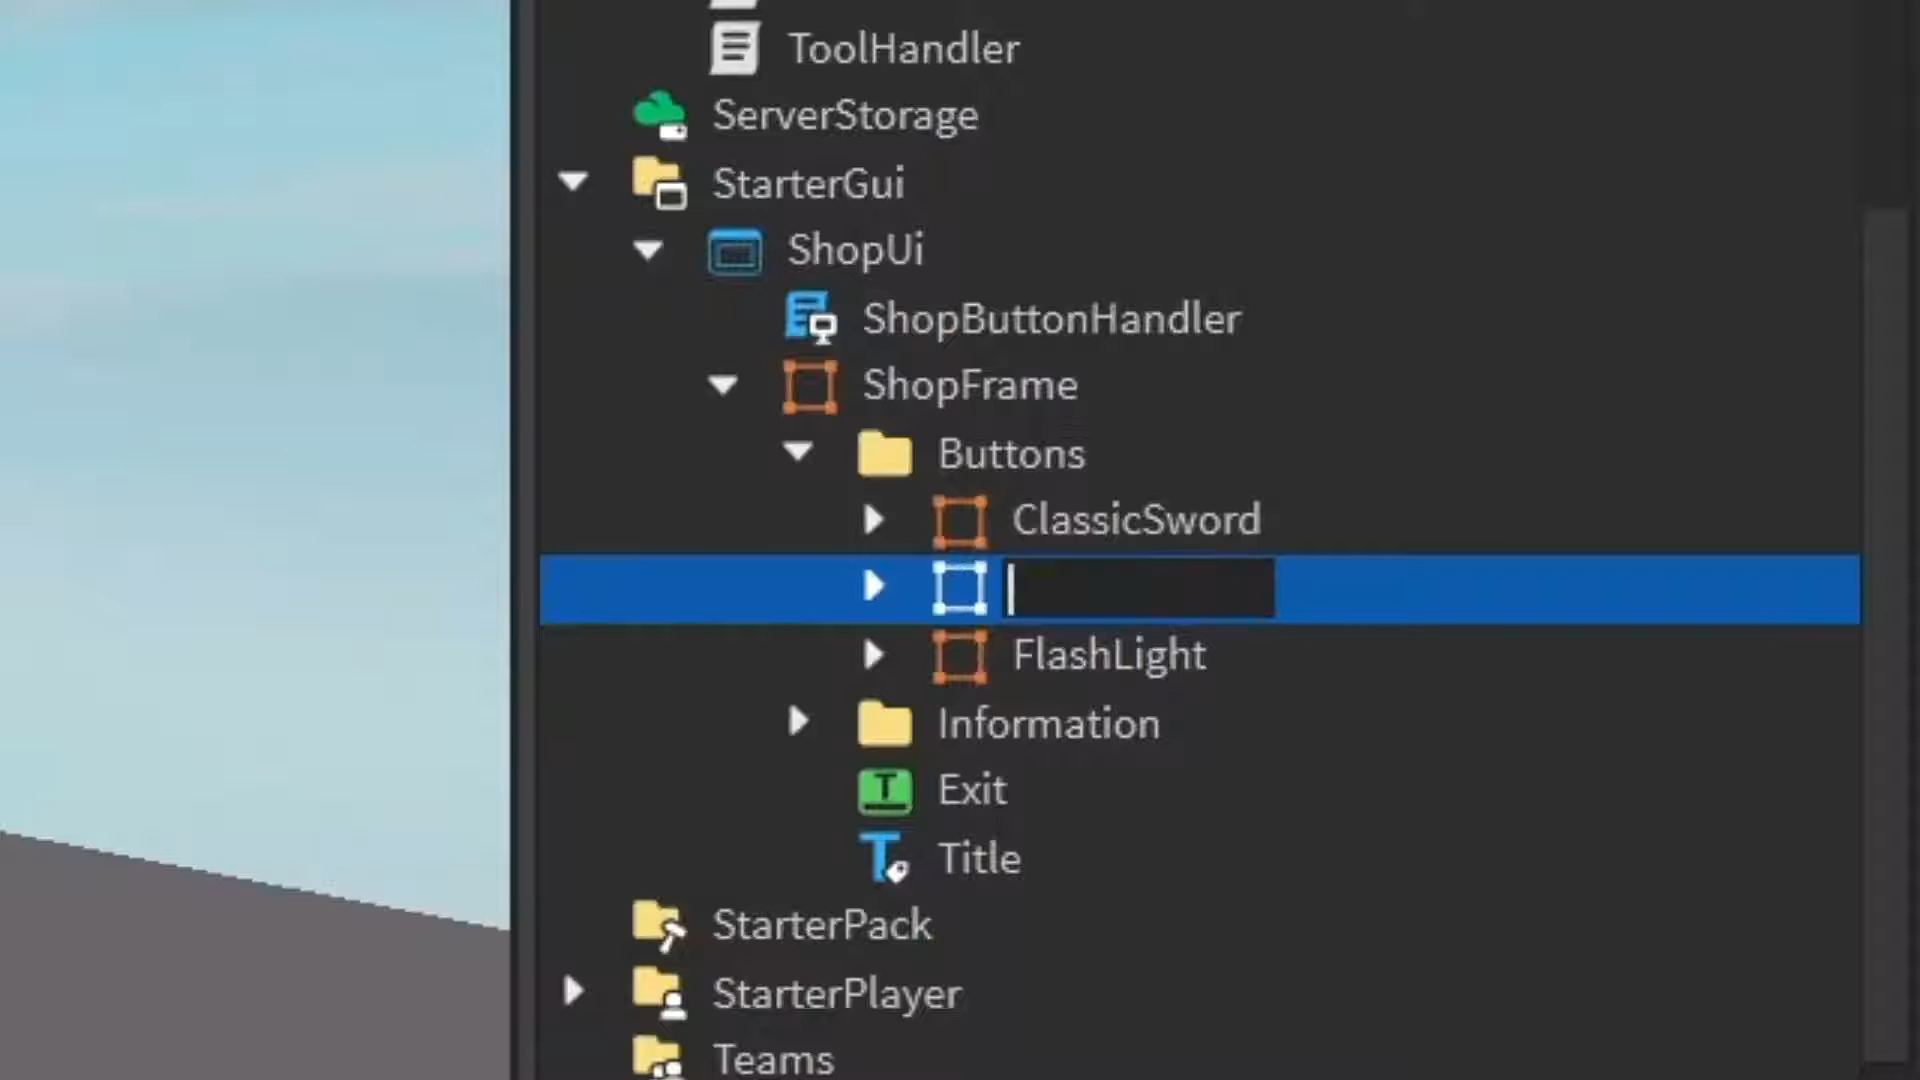 ToolHandler
ServerStorage
StarterGui
ShopUi
ShopButtonHandler
ShopFrame
Buttons
ClassicSword
FlashLight
Information
Exit
Title
StarterPack
StarterPlayer
Teams